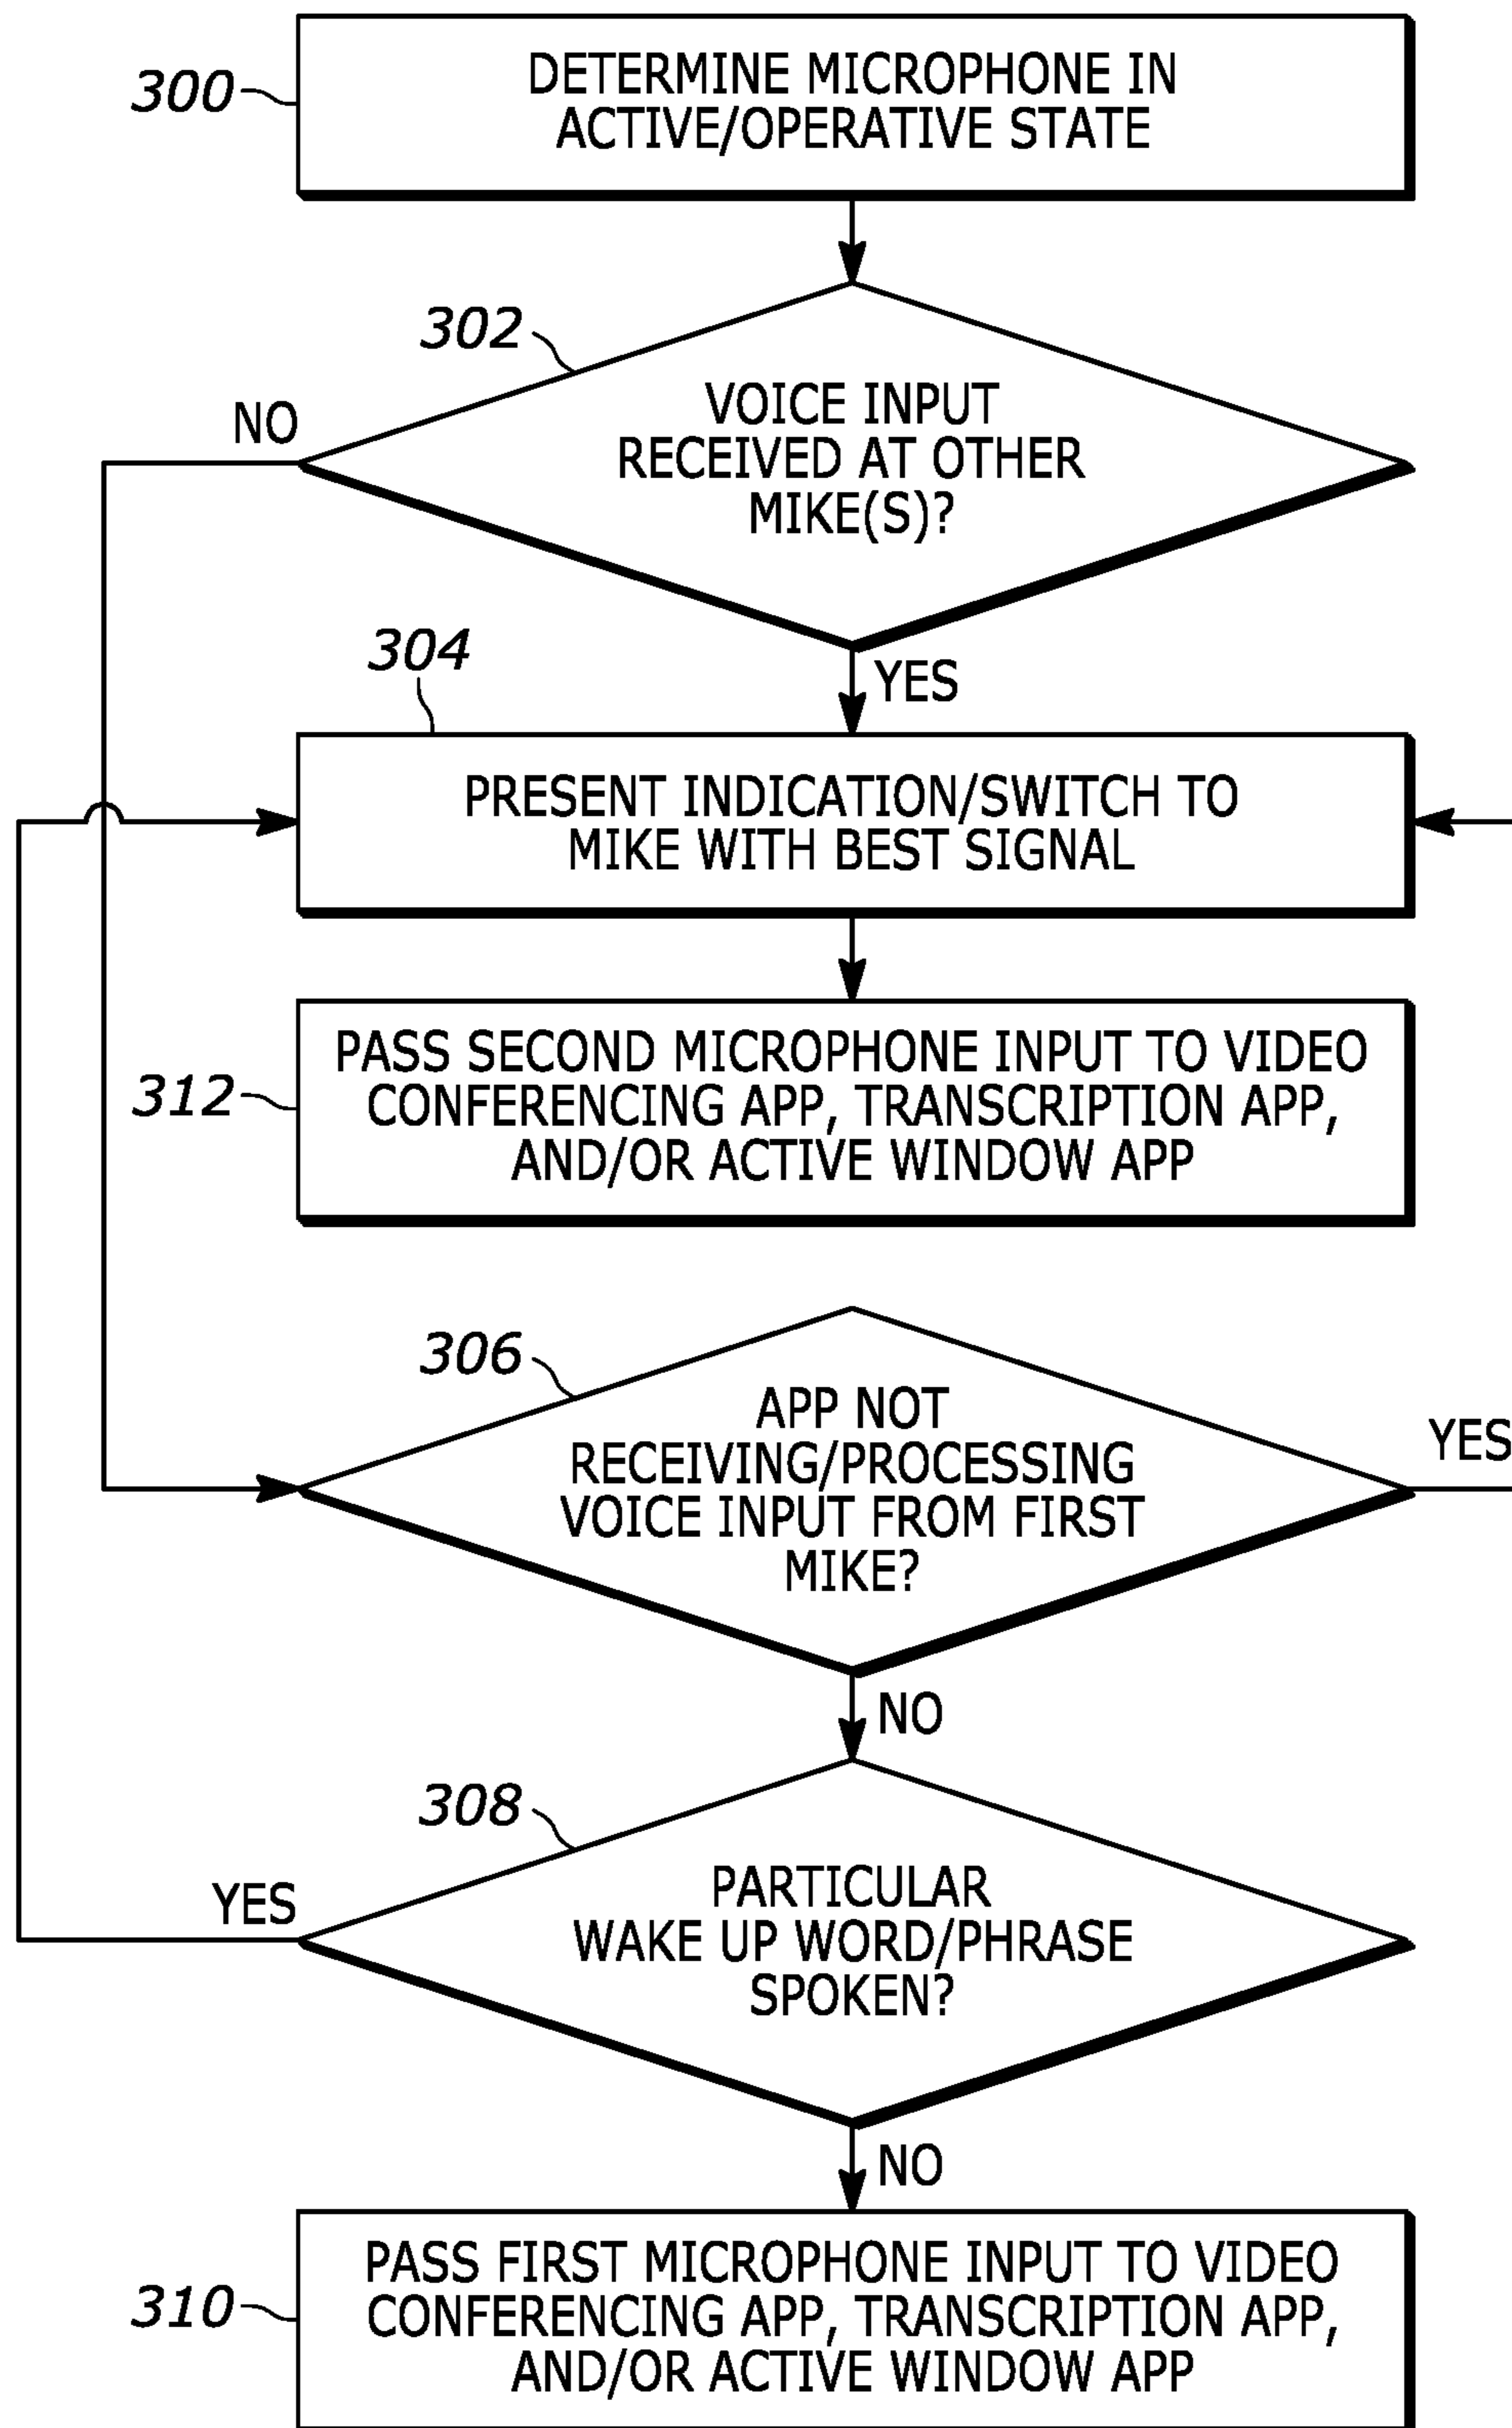 300
DETERMINE MICROPHONE IN
ACTIVE/OPERATIVE STATE
302
NO
VOICE INPUT
RECEIVED AT OTHER
MIKE(S)?
304
YES
PRESENT INDICATION/SWITCH TO
MIKE WITH BEST SIGNAL
312
PASS SECOND MICROPHONE INPUT TO VIDEO
CONFERENCING APP, TRANSCRIPTION APP,
AND/OR ACTIVE WINDOW APP
306
APP NOT
RECEIVING/PROCESSING
VOICE INPUT FROM FIRST
MIKE?
YES
NO
308
YES
PARTICULAR
WAKE UP WORD/PHRASE
SPOKEN?
NO
310
PASS FIRST MICROPHONE INPUT TO VIDEO
CONFERENCING APP, TRANSCRIPTION APP,
AND/OR ACTIVE WINDOW APP